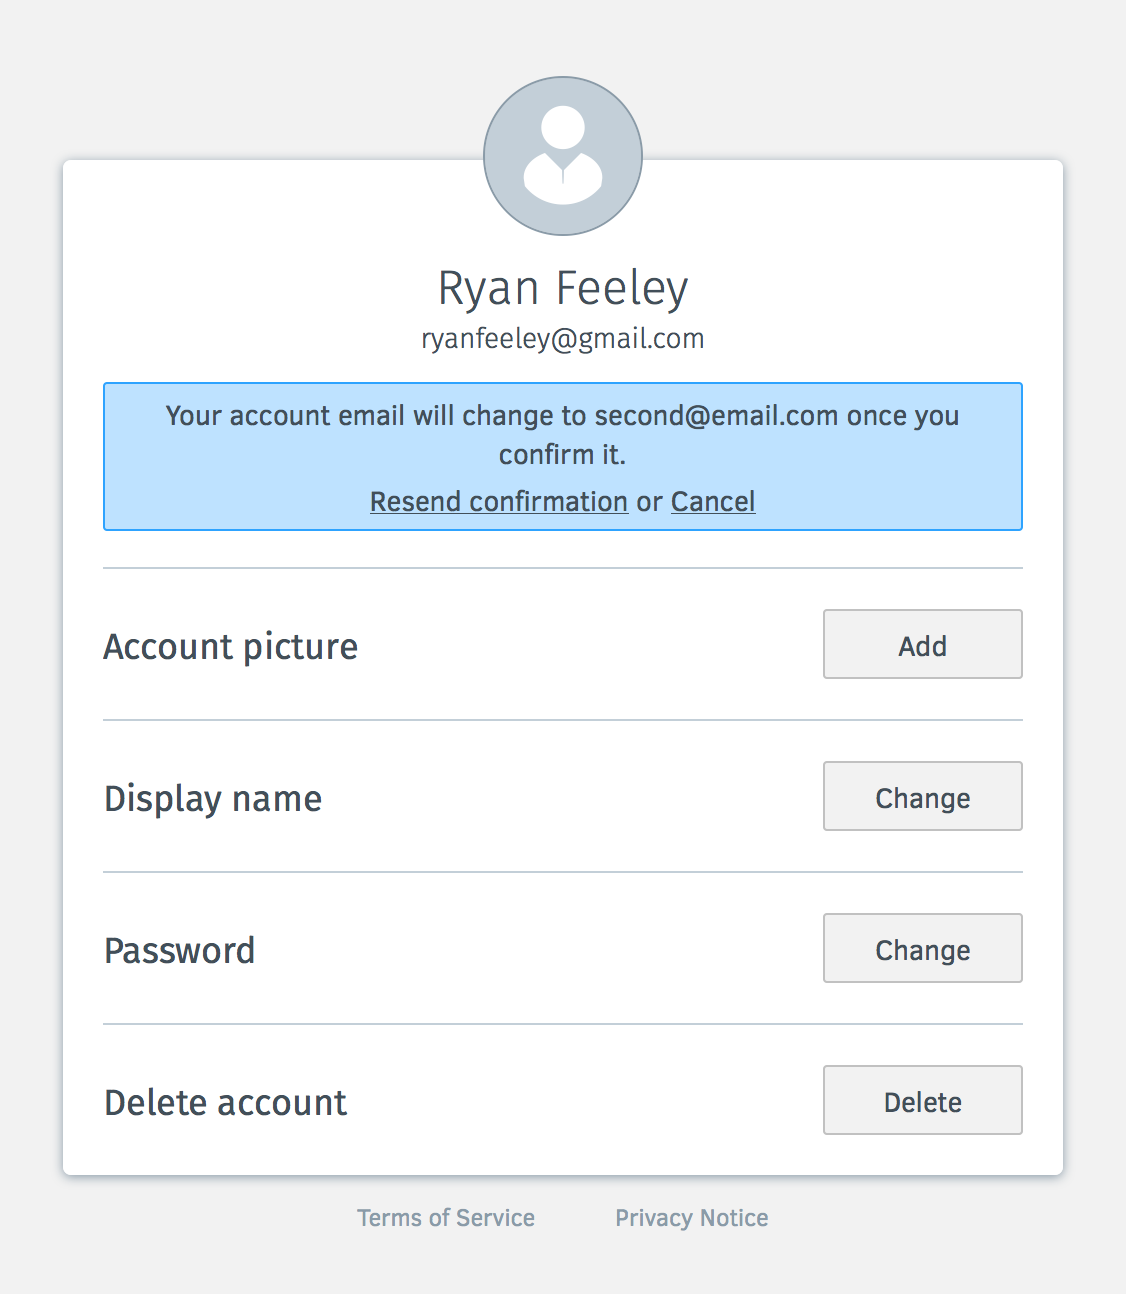 Ryan Feeley
ryanfeeley@gmail.com
Your account email will change to second@email.com once you
confirm it.
Resend confirmation or Cancel
Account picture
Add
Display name
Change
Password
Change
Delete account
Delete
Terms of Service
Privacy Notice